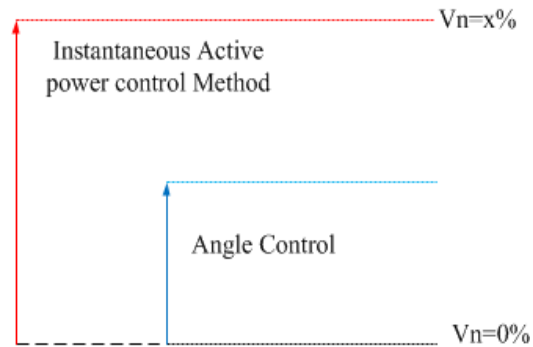 Vn=x%
Instantaneous Active
power control Method
Angle Control
Vn=0%